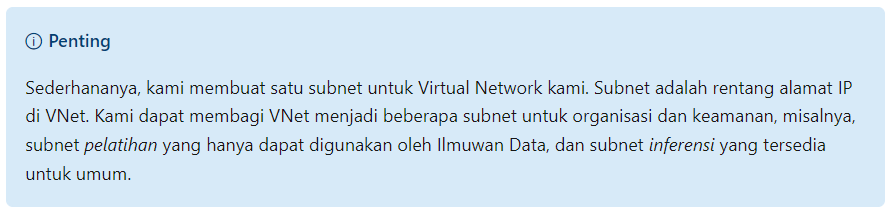 Penting
Sederhananya, kami membuat satu subnet untuk Virtual Network kami. Subnet adalah rentang alamat IP
di VNet. Kami dapat membagi VNet menjadi beberapa subnet untuk organisasi dan keamanan, misalnya,
subnet pelatihan yang hanya dapat digunakan oleh Ilmuwan Data, dan subnet inferensi yang tersedia
untuk umum.